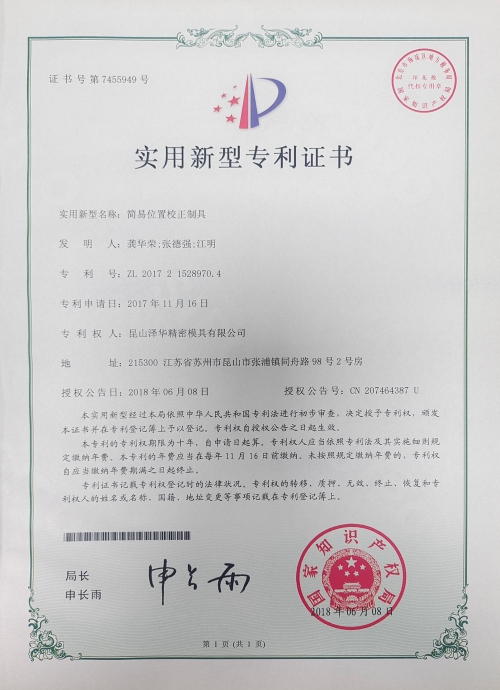 证书号第7455949号
实用新型专利证书
实用新型名称：简易位置校正制具
发明人：龚华荣;张德强;江明
专利号：ZL 2017 2 1528970.4
专利申请日：2017年11月16日
专利权人：昆山泽华精密模具有限公司
地址：215300 江苏省苏州市昆山市张浦镇同舟路98号2号房
授权公告日：2018年06月08日 授权公告号：CN 207464387 U
本实用新型经过本局依照中华人民共和国专利法进行初步审查，决定授予专利权，颁发
本证书并在专利登记簿上予以登记。专利权自授权公告之日起生效。
本专利的专利权期限为十年，自申请日起算。专利权人应当依照专利法及其实施细则规
定缴纳年费。本专利的年费应当在每年11月16日前缴纳。未按照规定缴纳年费的，专利权
自应当缴纳年费期满之日起终止。
专利证书记载专利权登记时的法律状况。专利权的转移、质押、无效、终止、恢复和专
利权人的姓名或名称、国籍、地址变更等事项记载在专利登记簿上。
局长
申长雨
申长雨
国家知识产权局
2018年06月08日
第1页(共1页)